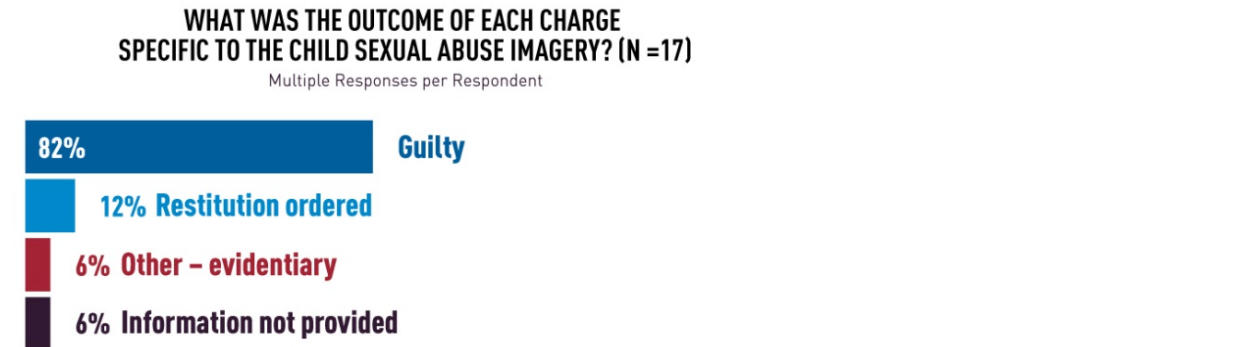 WHAT WAS THE OUTCOME OF EACH CHARGE
SPECIFIC TO THE CHILD SEXUAL ABUSE IMAGERY? (N =17)
Multiple Responses per Respondent
82% Guilty
12% Restitution ordered
6% Other – evidentiary
6% Information not provided